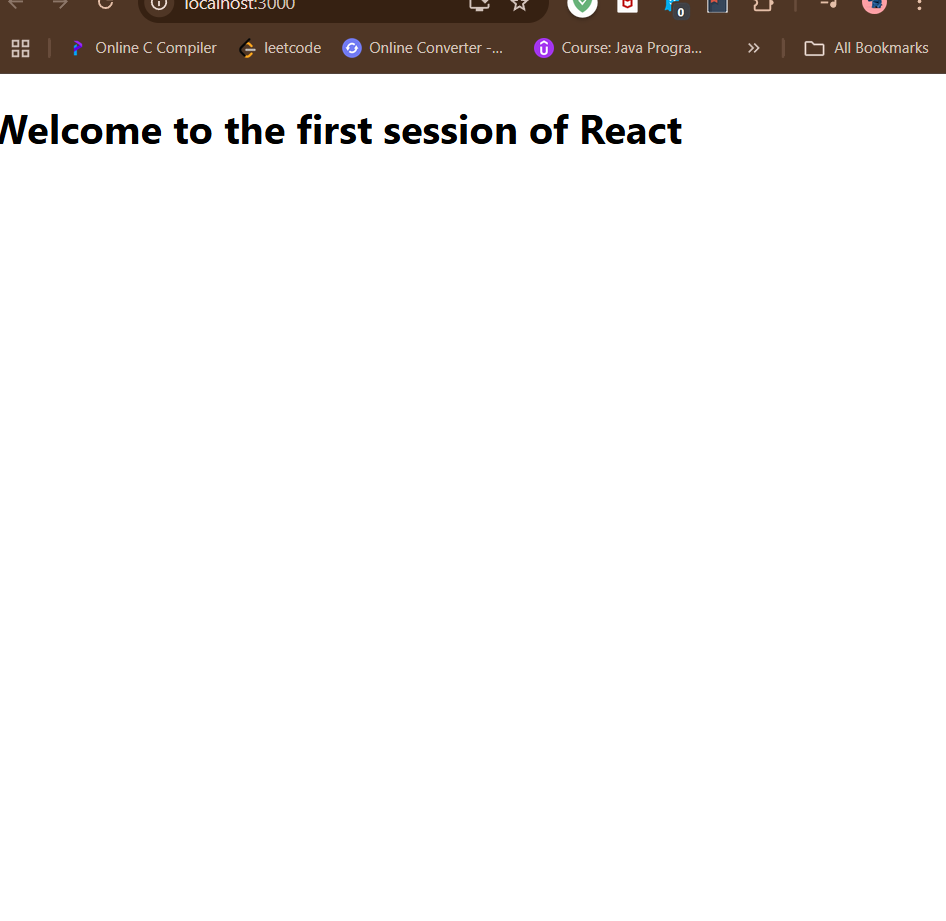 localhost:3000
0
Online C Compiler leetcode Online Converter -... Course: Java Progra... All Bookmarks
Welcome to the first session of React